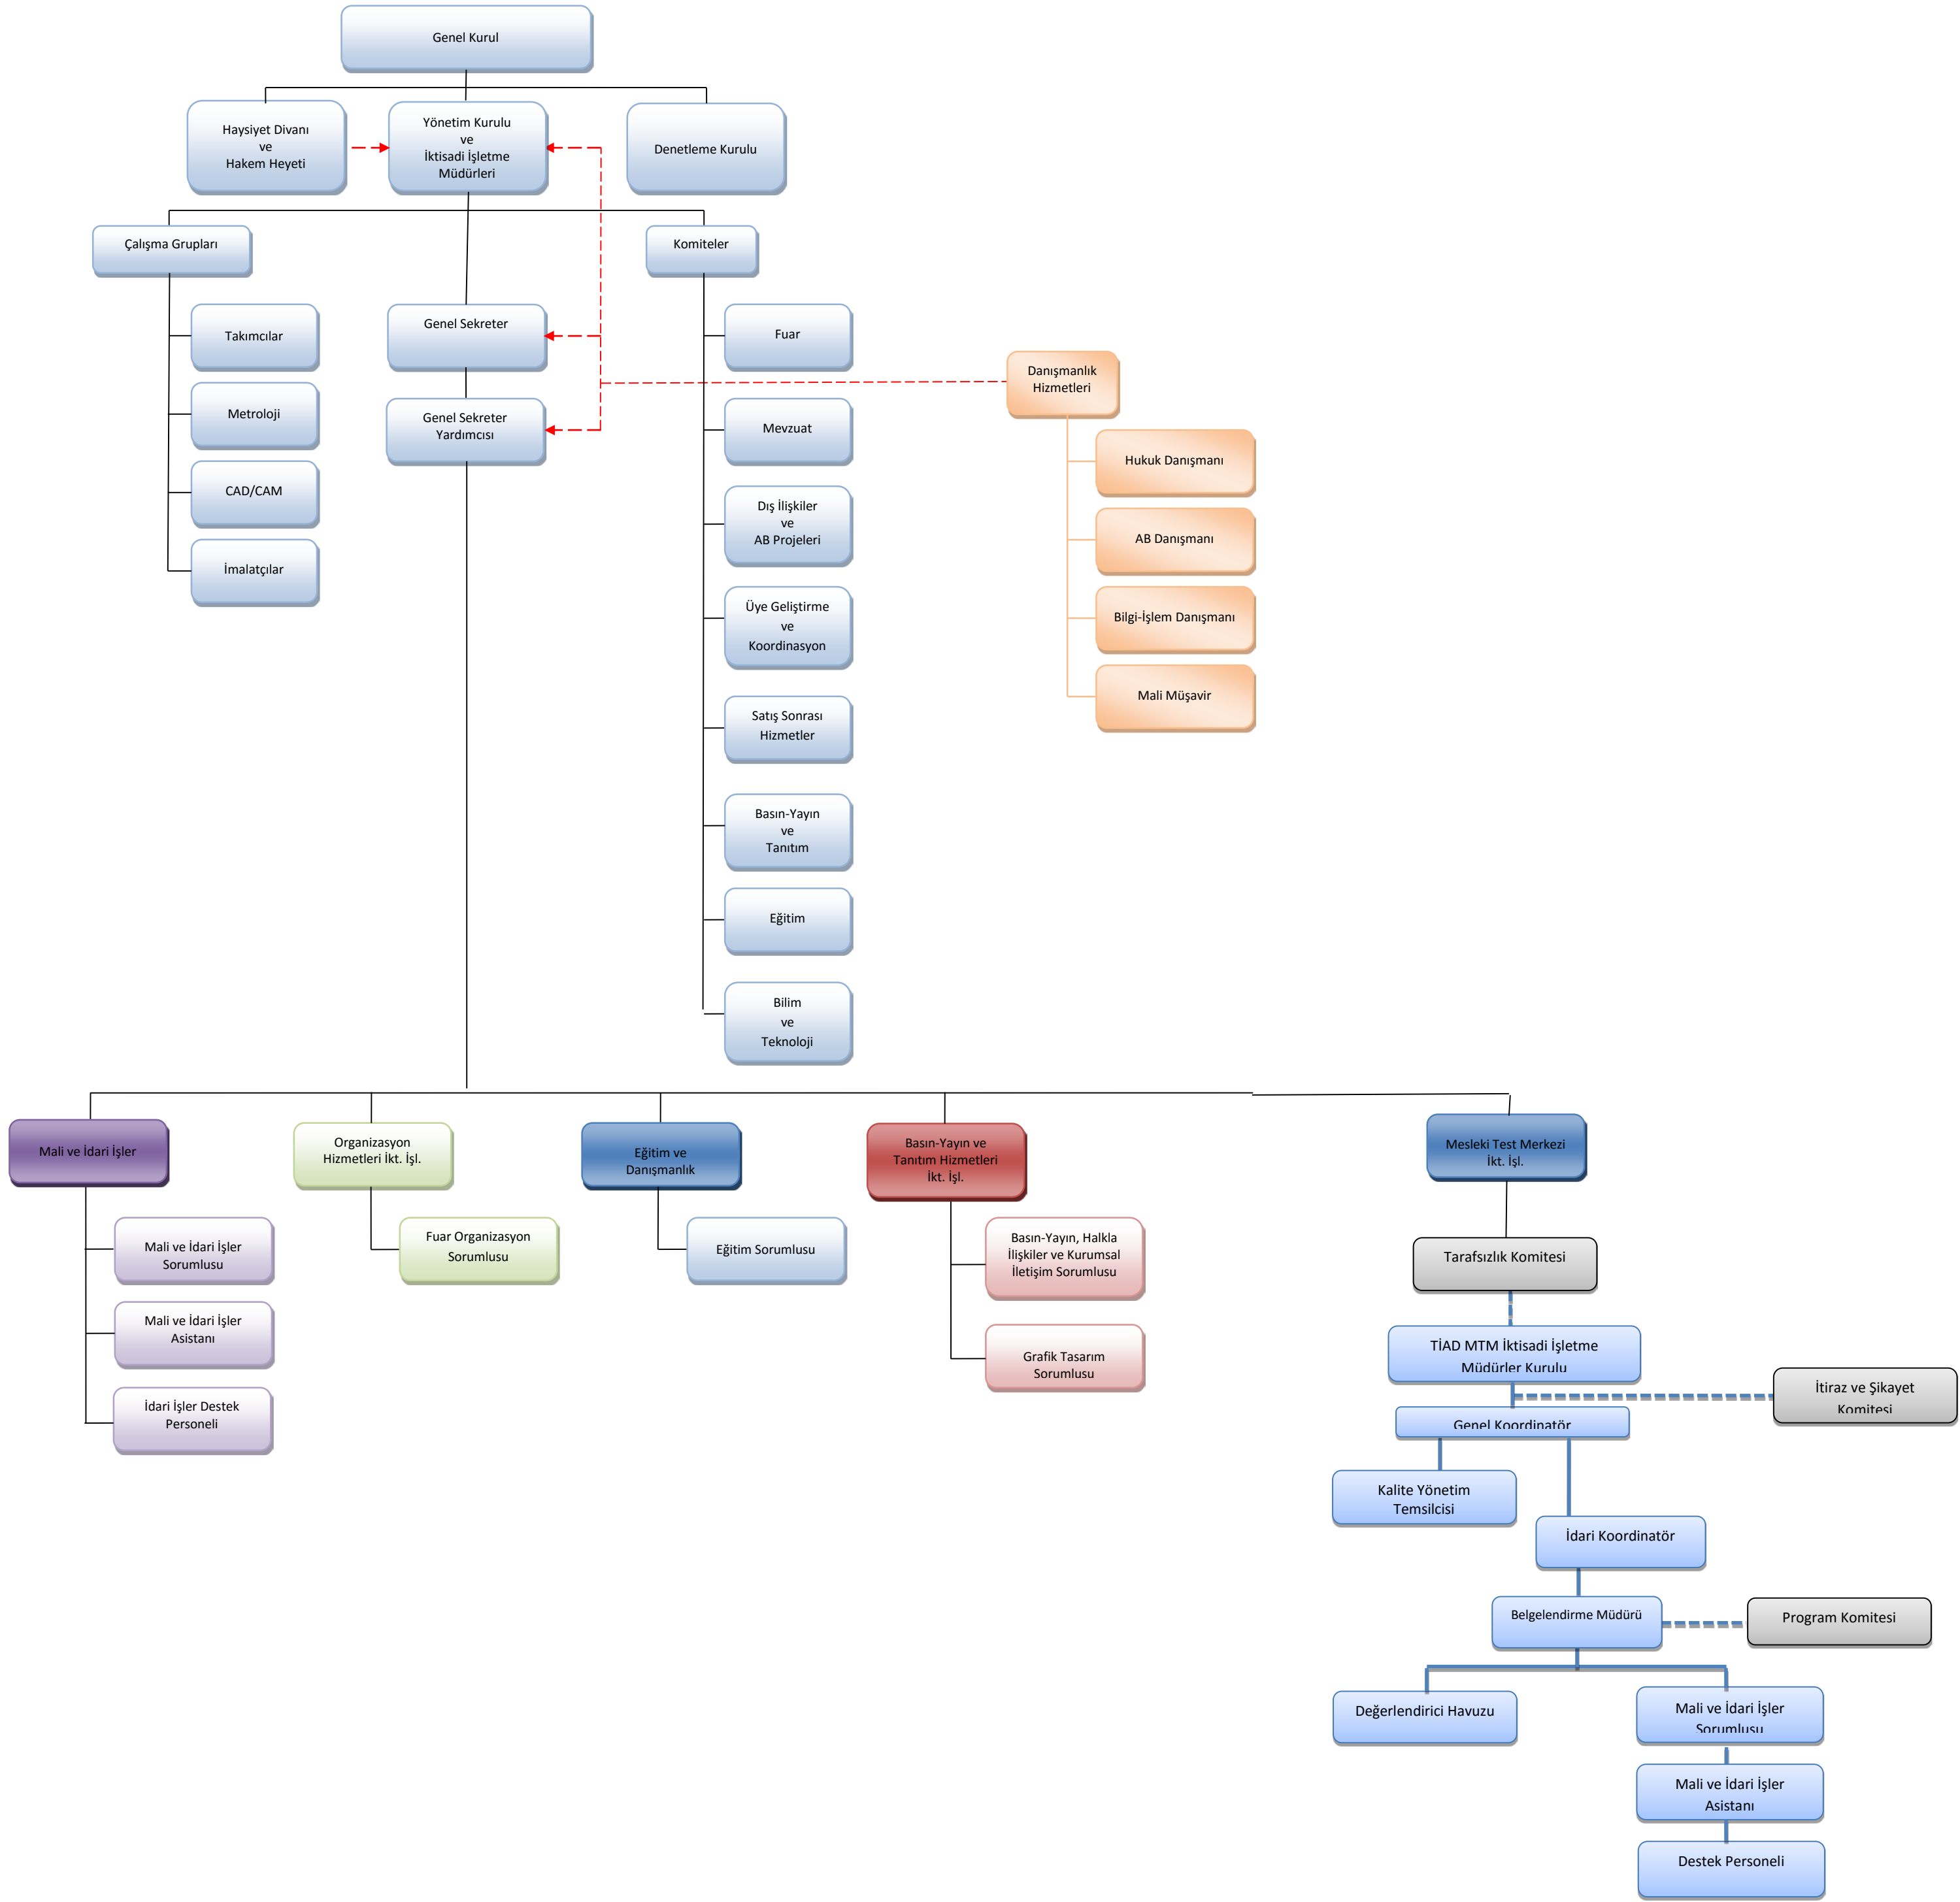 Genel Kurul
Haysiyet Divanı
ve
Hakem Heyeti
Yönetim Kurulu
ve
İktisadi İşletme
Müdürleri
Denetleme Kurulu
Çalışma Grupları
Komiteler
Takımcılar
Metroloji
CAD/CAM
İmalatçılar
Genel Sekreter
Genel Sekreter
Yardımcısı
Fuar
Mevzuat
Dış İlişkiler
ve
AB Projeleri
Üye Geliştirme
ve
Koordinasyon
Satış Sonrası
Hizmetler
Basın-Yayın
ve
Tanıtım
Eğitim
Bilim
ve
Teknoloji
Danışmanlık
Hizmetleri
Hukuk Danışmanı
AB Danışmanı
Bilgi-İşlem Danışmanı
Mali Müşavir
Mali ve İdari İşler
Mali ve İdari İşler
Sorumlusu
Mali ve İdari İşler
Asistanı
İdari İşler Destek
Personeli
Organizasyon
Hizmetleri İkt. İşl.
Fuar Organizasyon
Sorumlusu
Eğitim ve
Danışmanlık
Eğitim Sorumlusu
Basın-Yayın ve
Tanıtım Hizmetleri
İkt. İşl.
Basın-Yayın, Halkla
İlişkiler ve Kurumsal
İletişim Sorumlusu
Grafik Tasarım
Sorumlusu
Mesleki Test Merkezi
İkt. İşl.
Tarafsızlık Komitesi
TİAD MTM İktisadi İşletme
Müdürler Kurulu
İtiraz ve Şikayet
Komitesi
Genel Koordinatör
Kalite Yönetim
Temsilcisi
İdari Koordinatör
Belgelendirme Müdürü
Program Komitesi
Değerlendirici Havuzu
Mali ve İdari İşler
Sorumlusu
Mali ve İdari İşler
Asistanı
Destek Personeli